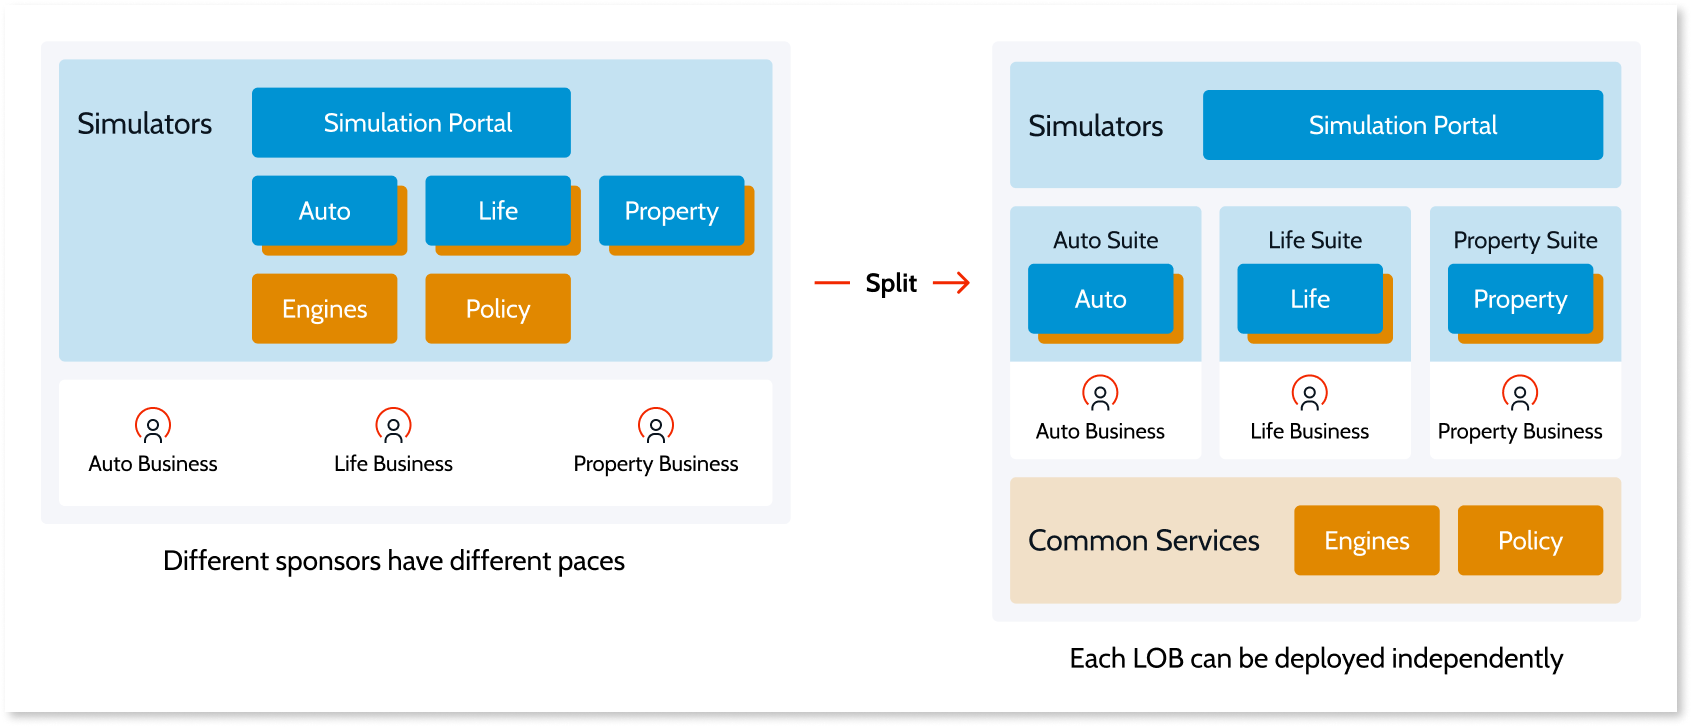 Simulators
Simulation Portal
Auto
Life
Property
Engines
Policy
Auto Business
Life Business
Property Business
Different sponsors have different paces
Split
Simulators
Simulation Portal
Auto Suite
Life Suite
Property Suite
Auto
Life
Property
Auto Business
Life Business
Property Business
Common Services
Engines
Policy
Each LOB can be deployed independently